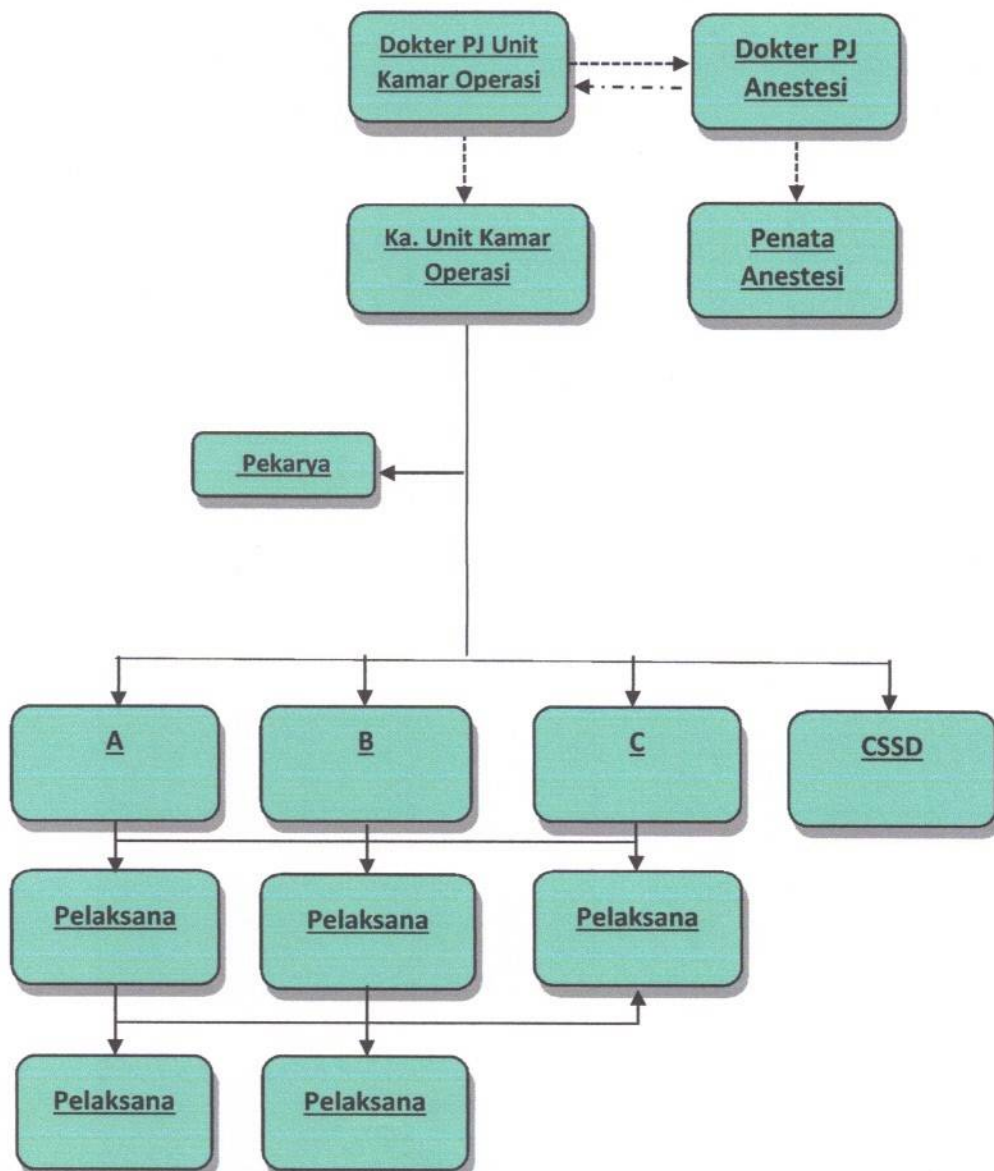 Dokter PJ Unit
Kamar Operasi
Dokter PJ
Anestesi
Ka. Unit Kamar
Operasi
Penata
Anestesi
Pekarya
A
B
C
CSSD
Pelaksana
Pelaksana
Pelaksana
Pelaksana
Pelaksana